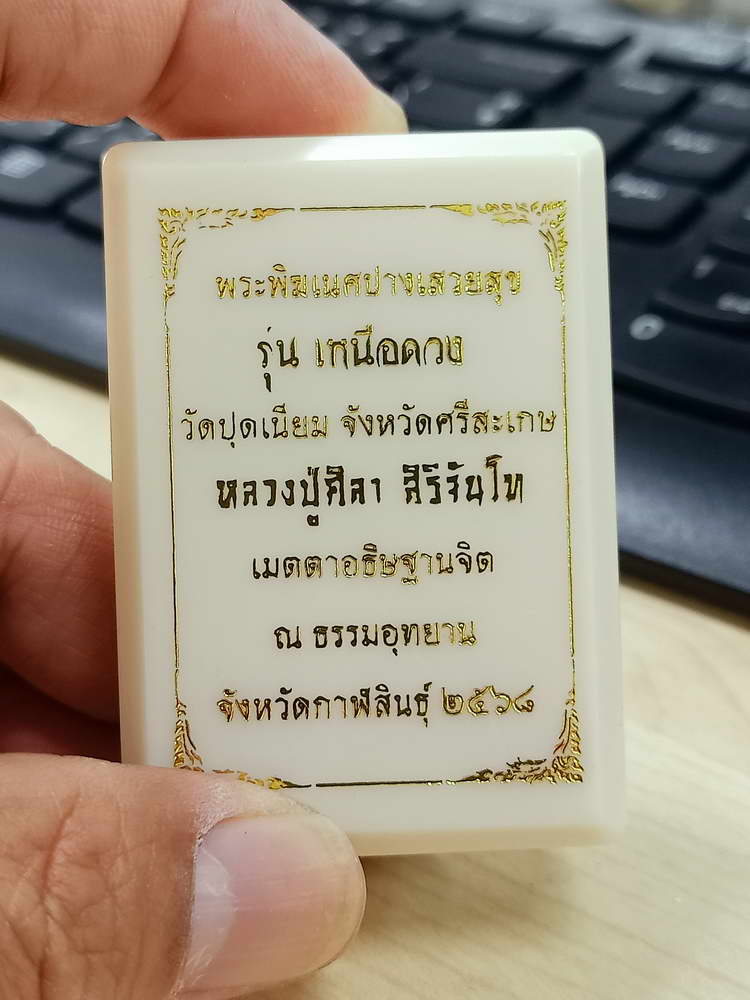 พระพิฆเนศปางเสวยสุข
รุ่น เหนือดวง
วัดปุดเนียม จังหวัดศรีสะเกษ
หลวงปู่ศิลา สิริจันโท
เมตตาอธิษฐานจิต
ณ ธรรมอุทยาน
จังหวัดกาฬสินธุ์ ๒๕๖๘